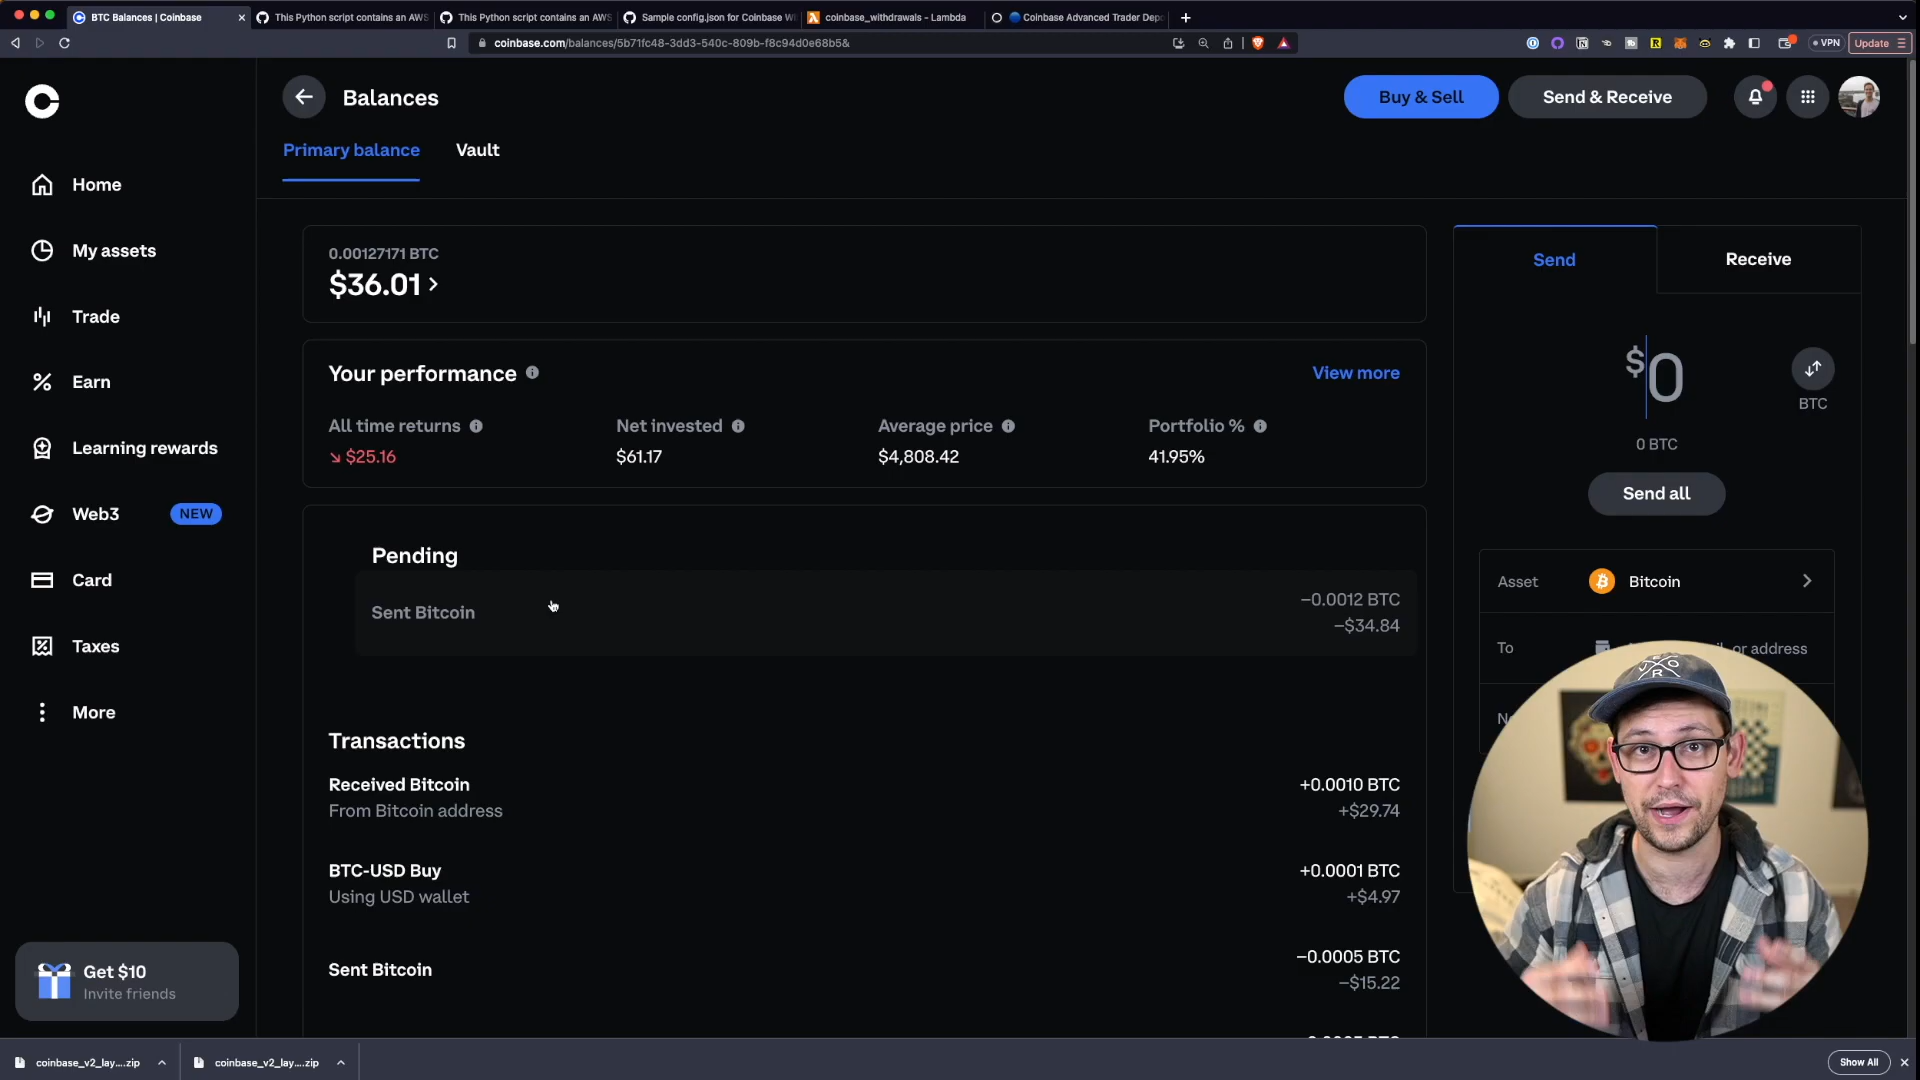 BTC Balances | Coinbase
This Python script contains an AWS
This Python script contains an AWS
Sample config.json for Coinbase Wi
coinbase_withdrawals - Lambda
Coinbase Advanced Trader Depo
coinbase.com/balances/5b71fc48-3dd3-540c-809b-f8c94d0e68b5&
VPN
Update
Balances
Buy & Sell
Send & Receive
Primary balance
Vault
Home
My assets
Trade
Earn
Learning rewards
Web3
NEW
Card
Taxes
More
Get $10
Invite friends
0.00127171 BTC
$36.01
Your performance
View more
All time returns
$25.16
Net invested
$61.17
Average price
$4,808.42
Portfolio %
41.95%
Pending
Sent Bitcoin
−0.0012 BTC
−$34.84
Transactions
Received Bitcoin
From Bitcoin address
+0.0010 BTC
+$29.74
BTC-USD Buy
Using USD wallet
+0.0001 BTC
+$4.97
Sent Bitcoin
−0.0005 BTC
−$15.22
Send
Receive
$0
BTC
0 BTC
Send all
Asset
Bitcoin
To
or address
coinbase_v2_lay....zip
coinbase_v2_lay....zip
Show All